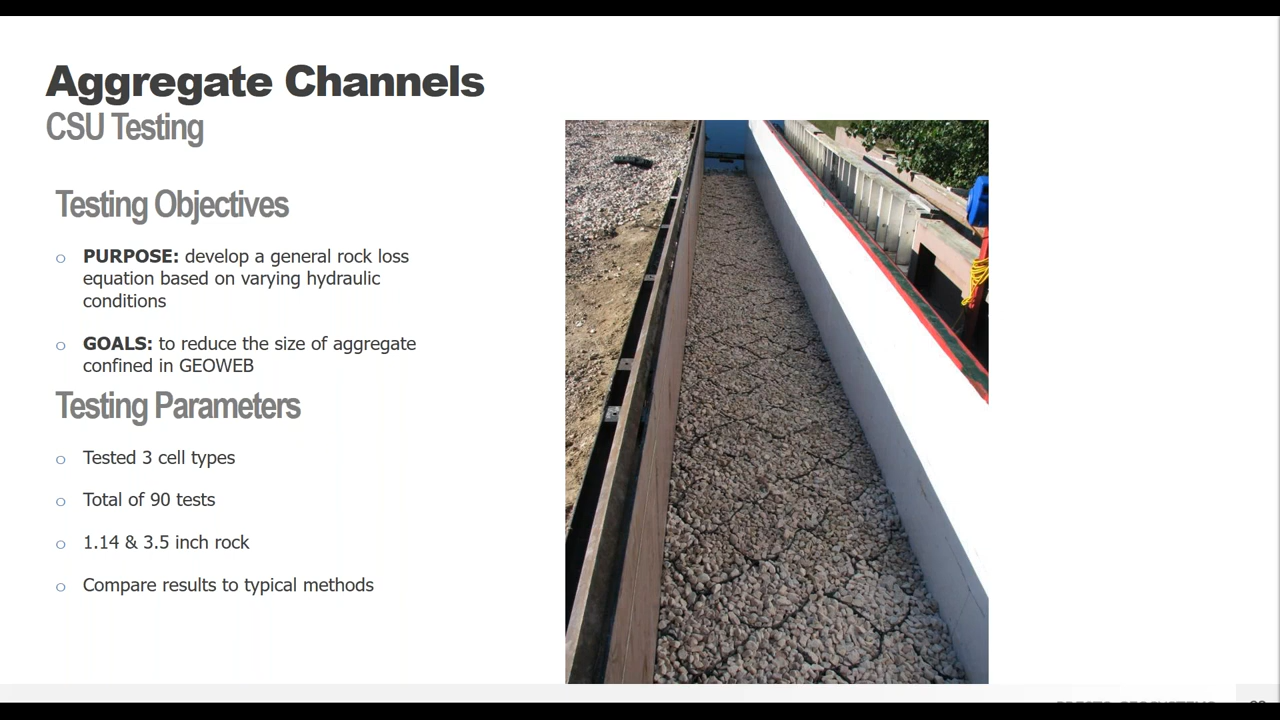 Aggregate Channels
CSU Testing
Testing Objectives
PURPOSE: develop a general rock loss
equation based on varying hydraulic
conditions
GOALS: to reduce the size of aggregate
confined in GEOWEB
Testing Parameters
Tested 3 cell types
Total of 90 tests
1.14 & 3.5 inch rock
Compare results to typical methods